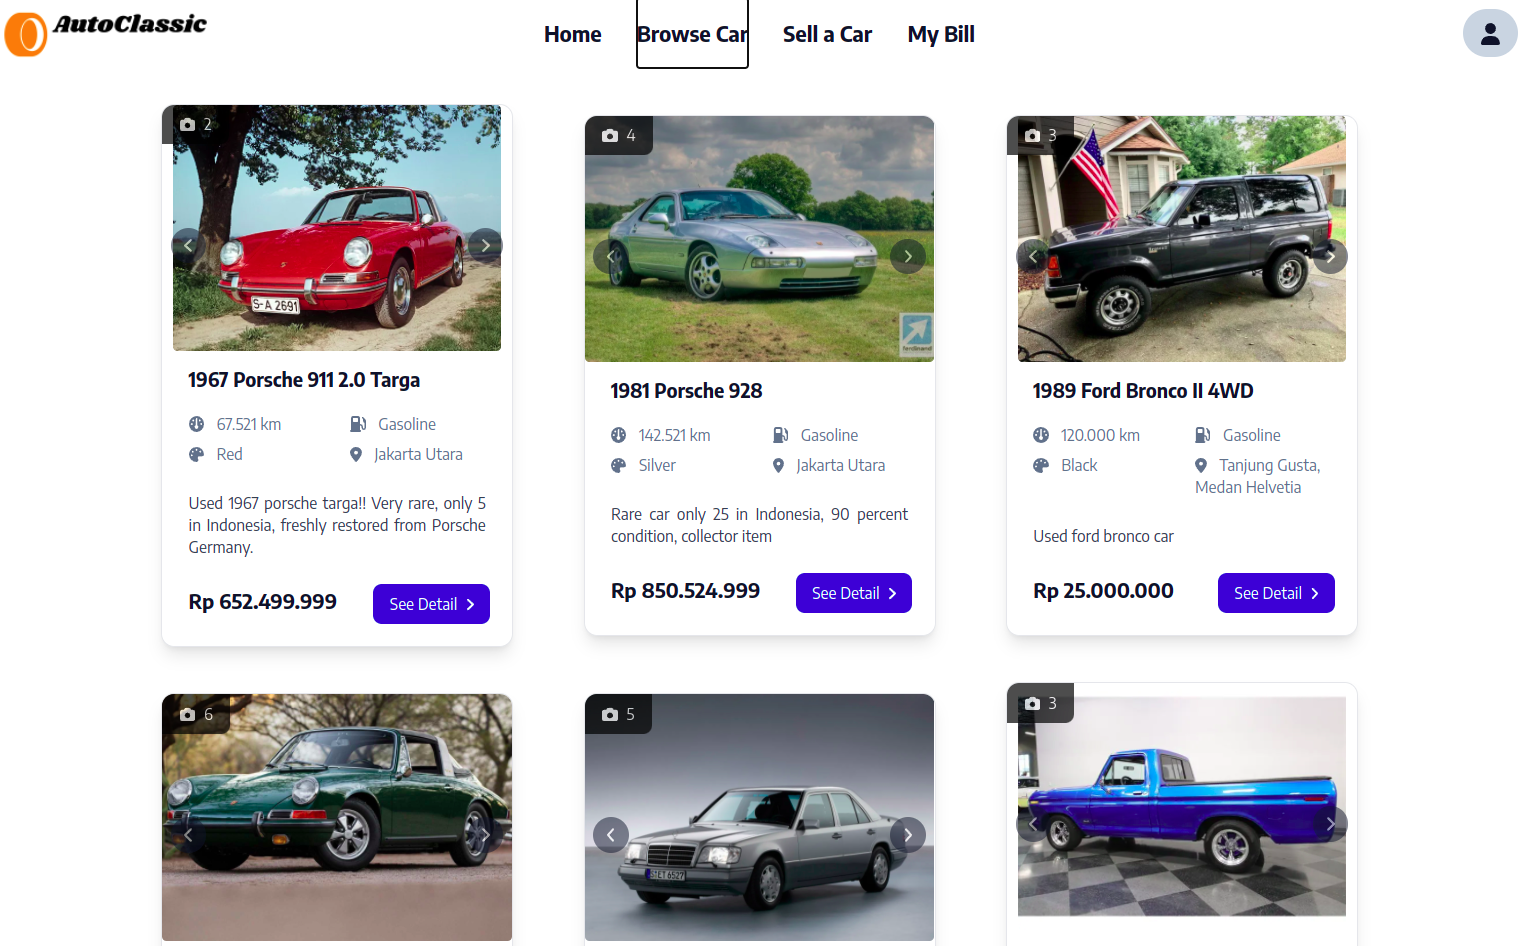 AutoClassic
Home
Browse Car
Sell a Car
My Bill
2
S-A 2691
1967 Porsche 911 2.0 Targa
67.521 km
Gasoline
Red
Jakarta Utara
Used 1967 porsche targa!! Very rare, only 5
in Indonesia, freshly restored from Porsche
Germany.
Rp 652.499.999
See Detail
4
ferdinand
1981 Porsche 928
142.521 km
Gasoline
Silver
Jakarta Utara
Rare car only 25 in Indonesia, 90 percent
condition, collector item
Rp 850.524.999
See Detail
3
1989 Ford Bronco II 4WD
120.000 km
Gasoline
Black
Tanjung Gusta,
Medan Helvetia
Used ford bronco car
Rp 25.000.000
See Detail
6
5
S·ET 6527
3